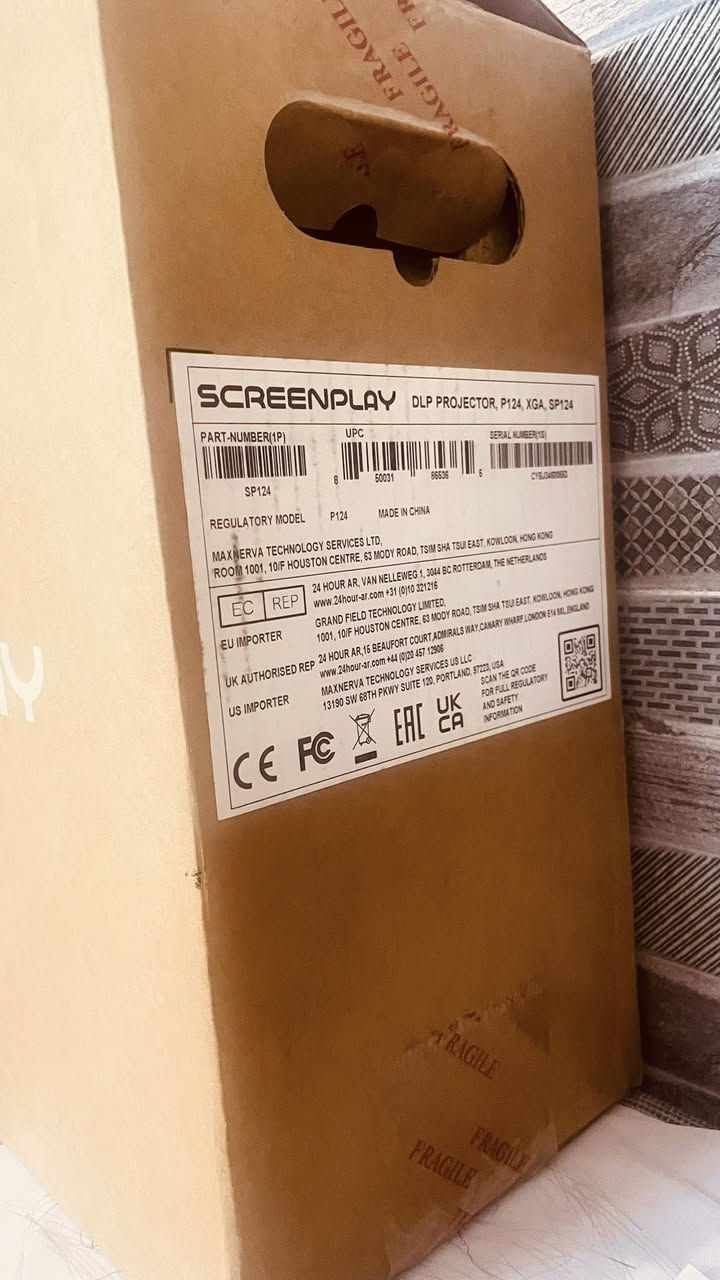 FRAGILE
FRAGILE
SCREENPLAY DLP PROJECTOR, P124, XGA, SP124
PART-NUMBER(1P) UPC SERIAL NUMBER(1S)
8 50031 86536 5
SP124
REGULATORY MODEL P124 MADE IN CHINA
MAXNERVA TECHNOLOGY SERVICES LTD,
ROOM 1001, 10/F HOUSTON CENTRE, 63 MODY ROAD, TSIM SHA TSUI EAST, KOWLOON, HONG KONG
EC REP 24 HOUR AR, VAN NELLEWEG 1, 3044 BC ROTTERDAM, THE NETHERLANDS
www.24hour-ar.com +31 (0)10 321216
EU IMPORTER GRAND FIELD TECHNOLOGY LIMITED,
1001, 10/F HOUSTON CENTRE, 63 MODY ROAD, TSIM SHA TSUI EAST, KOWLOON, HONG KONG
UK AUTHORISED REP 24 HOUR AR,16 BEAUFORT COURT,ADMIRALS WAY,CANARY WHARF,LONDON E14 9XL,ENGLAND
www.24hour-ar.com +44 (0)20 457 12906
US IMPORTER MAXNERVA TECHNOLOGY SERVICES US LLC
13190 SW 68TH PKWY SUITE 120, PORTLAND, 97223, USA
SCAN THE QR CODE
FOR FULL REGULATORY
AND SAFETY
INFORMATION
CE FC EAC UK
CA
FRAGILE
FRAGILE
FRAGILE